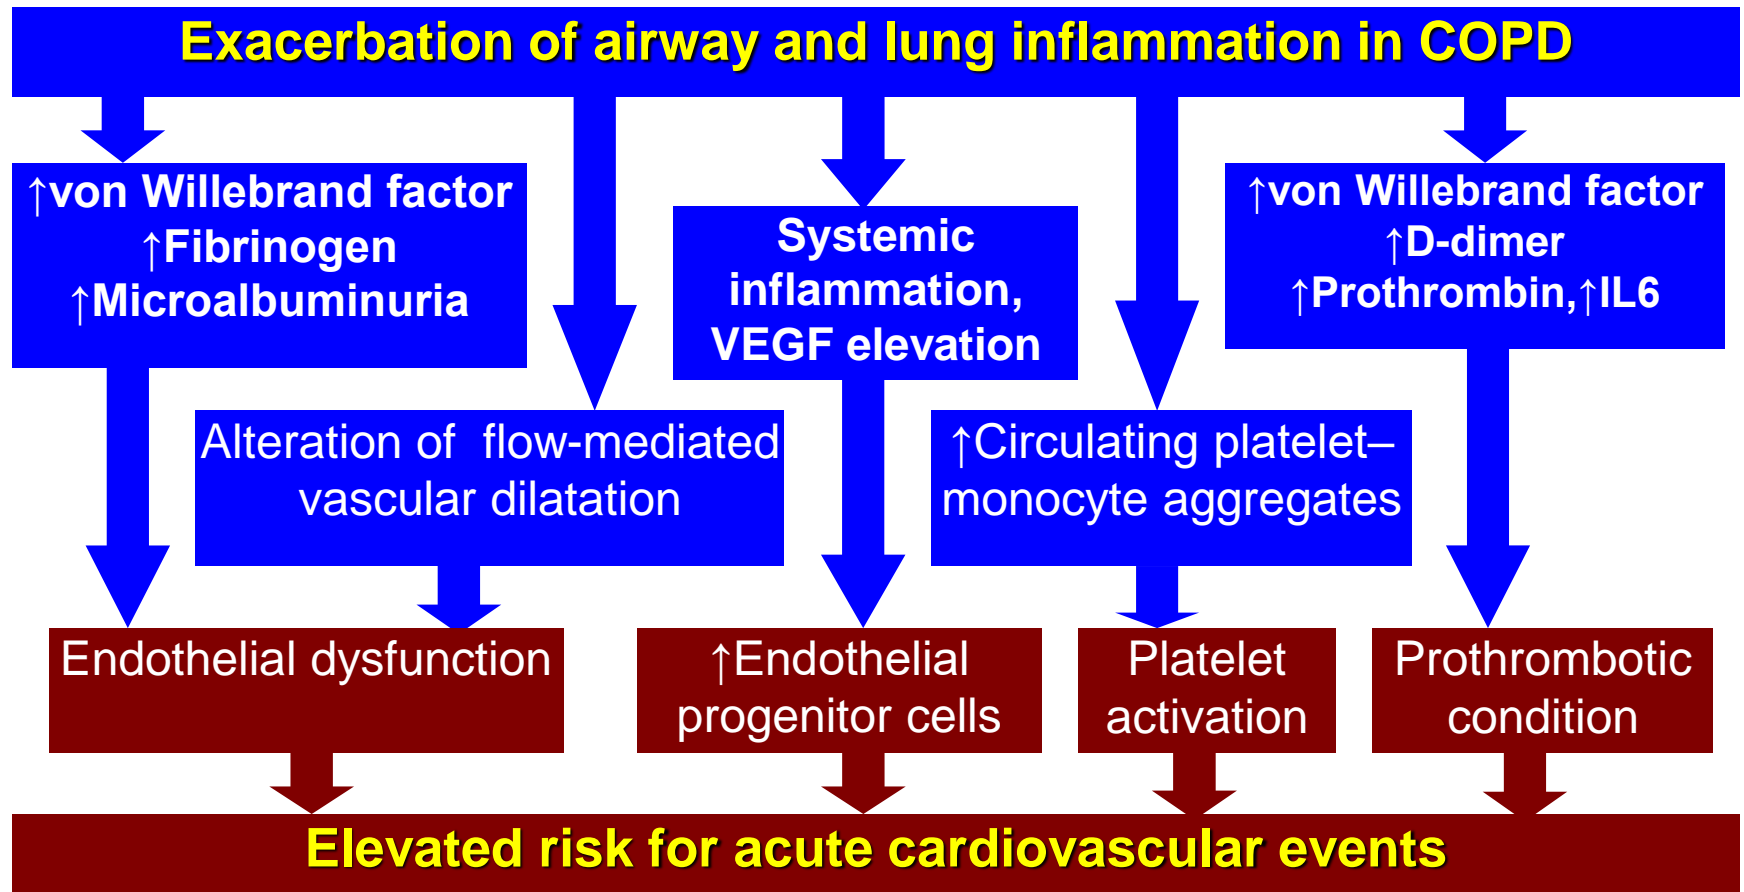 Exacerbation of airway and lung inflammation in COPD
↑von Willebrand factor
↑Fibrinogen
↑Microalbuminuria
Systemic
inflammation,
VEGF elevation
↑von Willebrand factor
↑D-dimer
↑Prothrombin,↑IL6
Alteration of flow-mediated
vascular dilatation
↑Circulating platelet–
monocyte aggregates
Endothelial dysfunction
↑Endothelial
progenitor cells
Platelet
activation
Prothrombotic
condition
Elevated risk for acute cardiovascular events